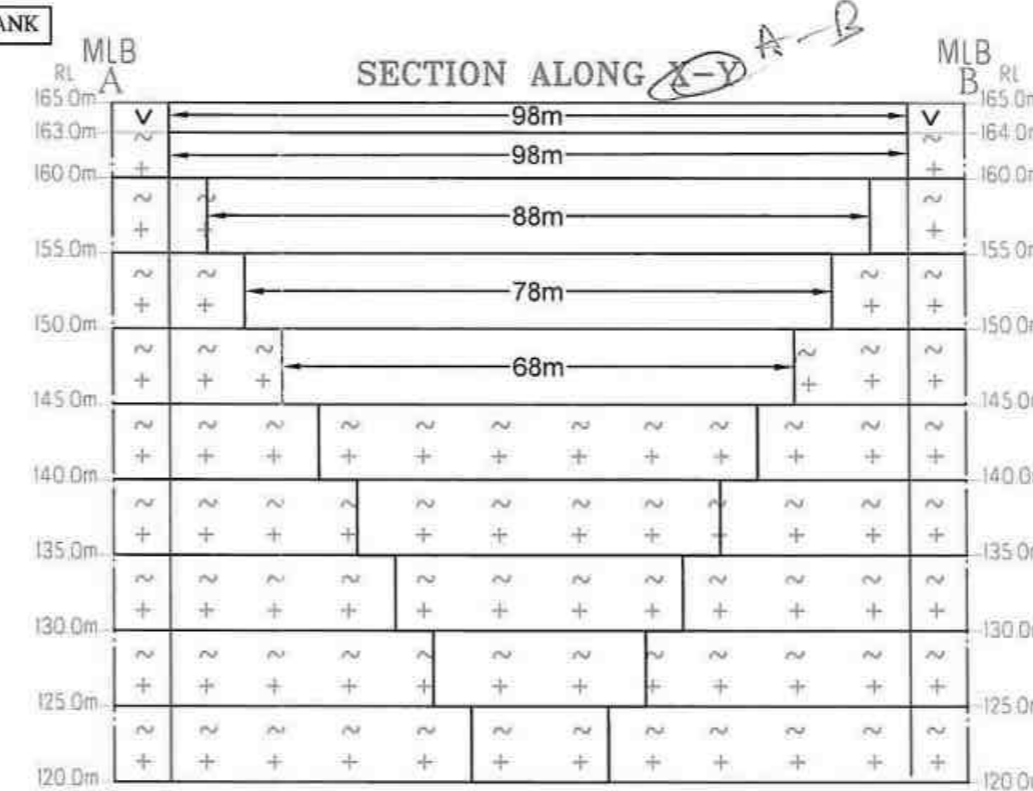 ANK
A-B
MLB MLB
SECTION ALONG X-Y
RL A B RL
165.0m 98m 165.0m
163.0m 164.0m
98m
160.0m 160.0m
88m
155.0m 155.0m
78m
150.0m 150.0m
68m
145.0m 145.0m
140.0m 140.0m
135.0m 135.0m
130.0m 130.0m
125.0m 125.0m
120.0m 120.0m